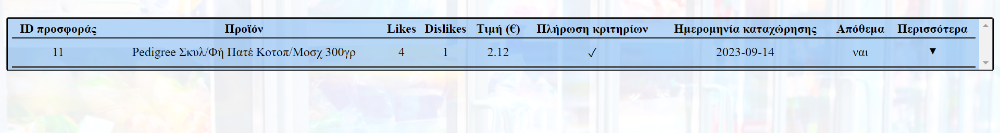 ID προσφοράς Προϊόν Likes Dislikes Τιμή (€) Πλήρωση κριτηρίων Ημερομηνία καταχώρησης Απόθεμα Περισσότερα
11 Pedigree Σκυλ/Φή Πατέ Κοτοπ/Μοσχ 300γρ 4 1 2.12 ✓ 2023-09-14 ναι ▼